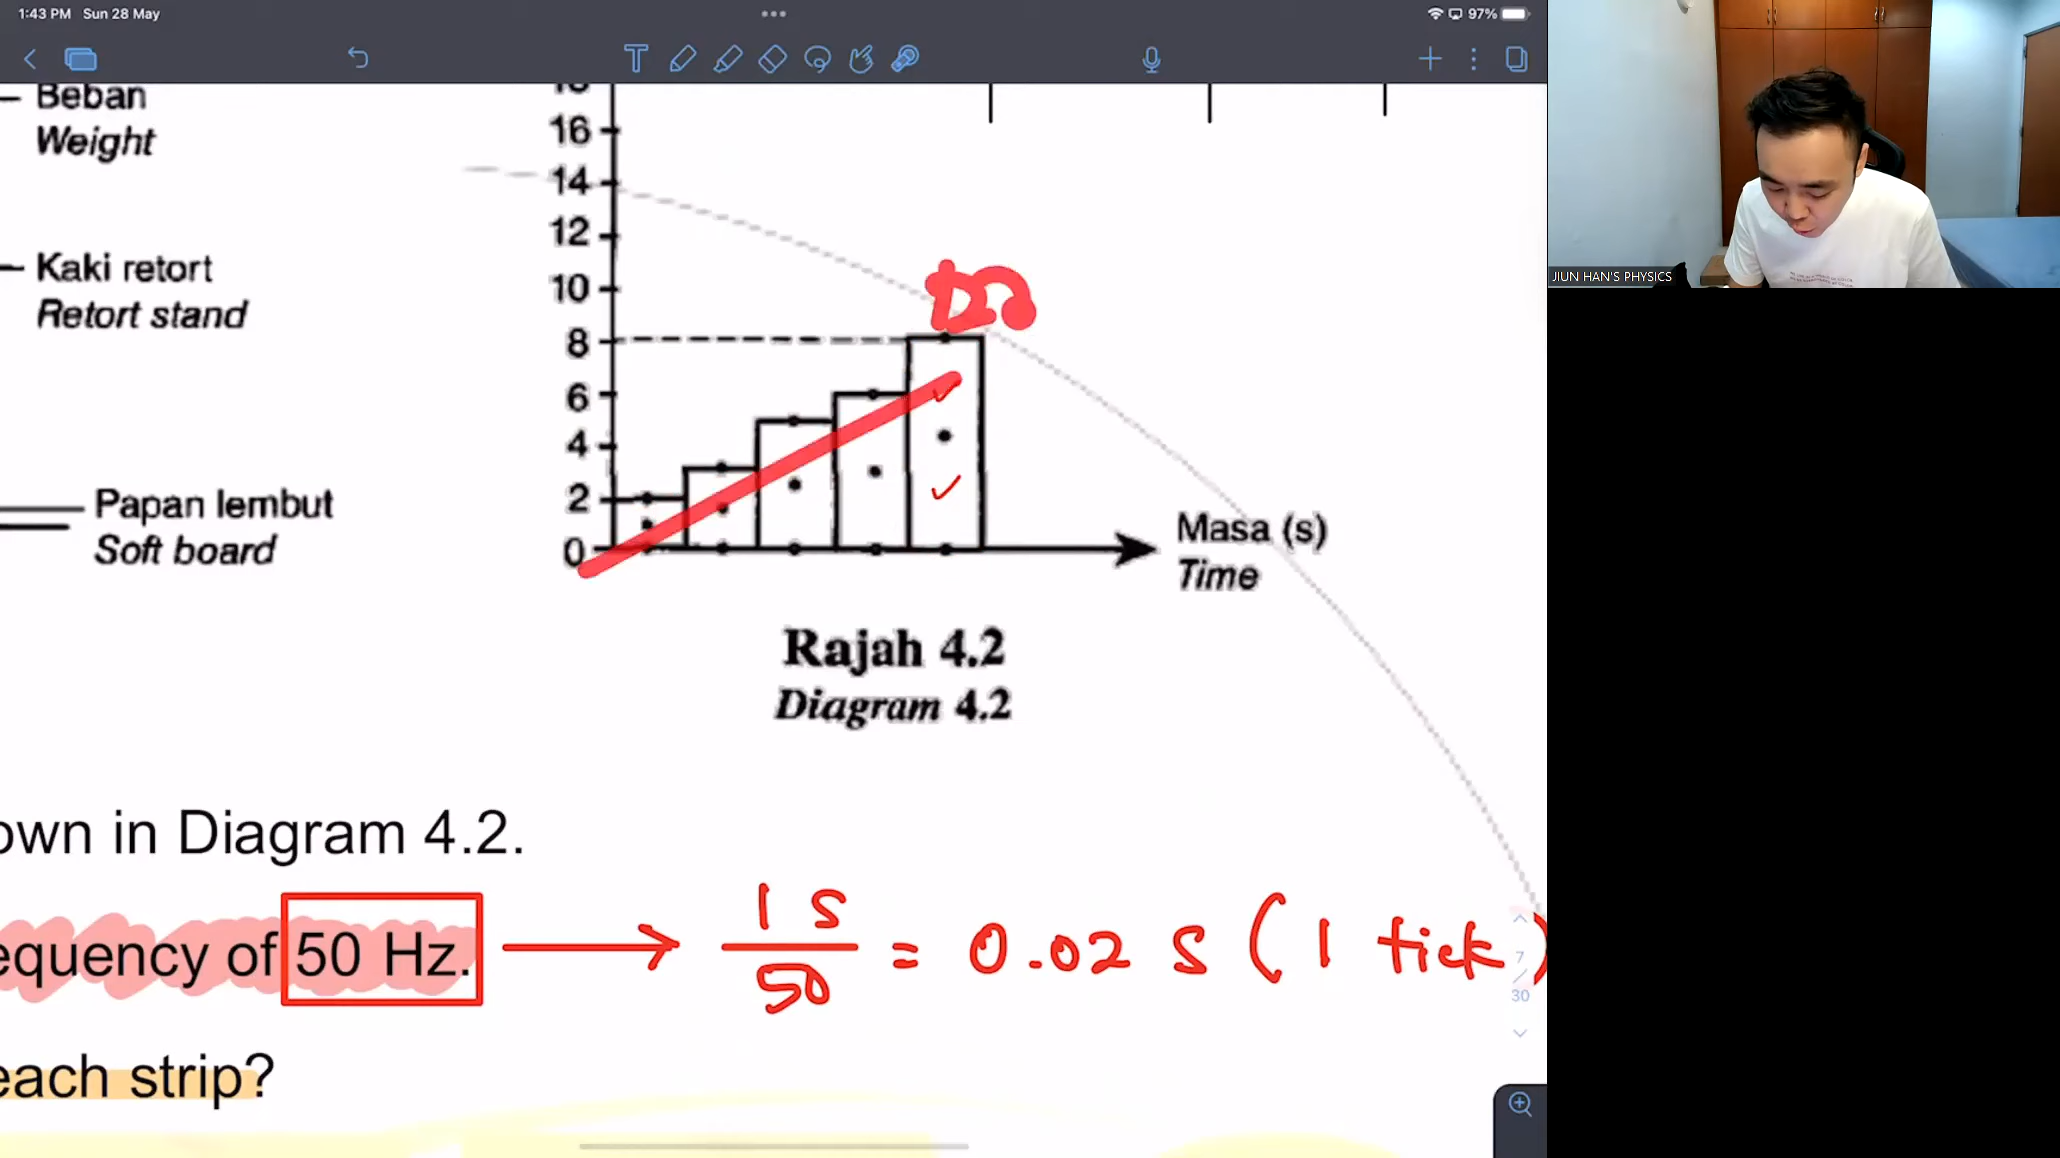 1:43 PM Sun 28 May
97%
JIUN HAN'S PHYSICS
Beban
Weight
Kaki retort
Retort stand
Papan lembut
Soft board
16
14
12
10
8
6
4
2
0
Masa (s)
Time
Rajah 4.2
Diagram 4.2
own in Diagram 4.2.
equency of 50 Hz.
1 s
50
= 0.02 s (1 tick)
each strip?
7
30